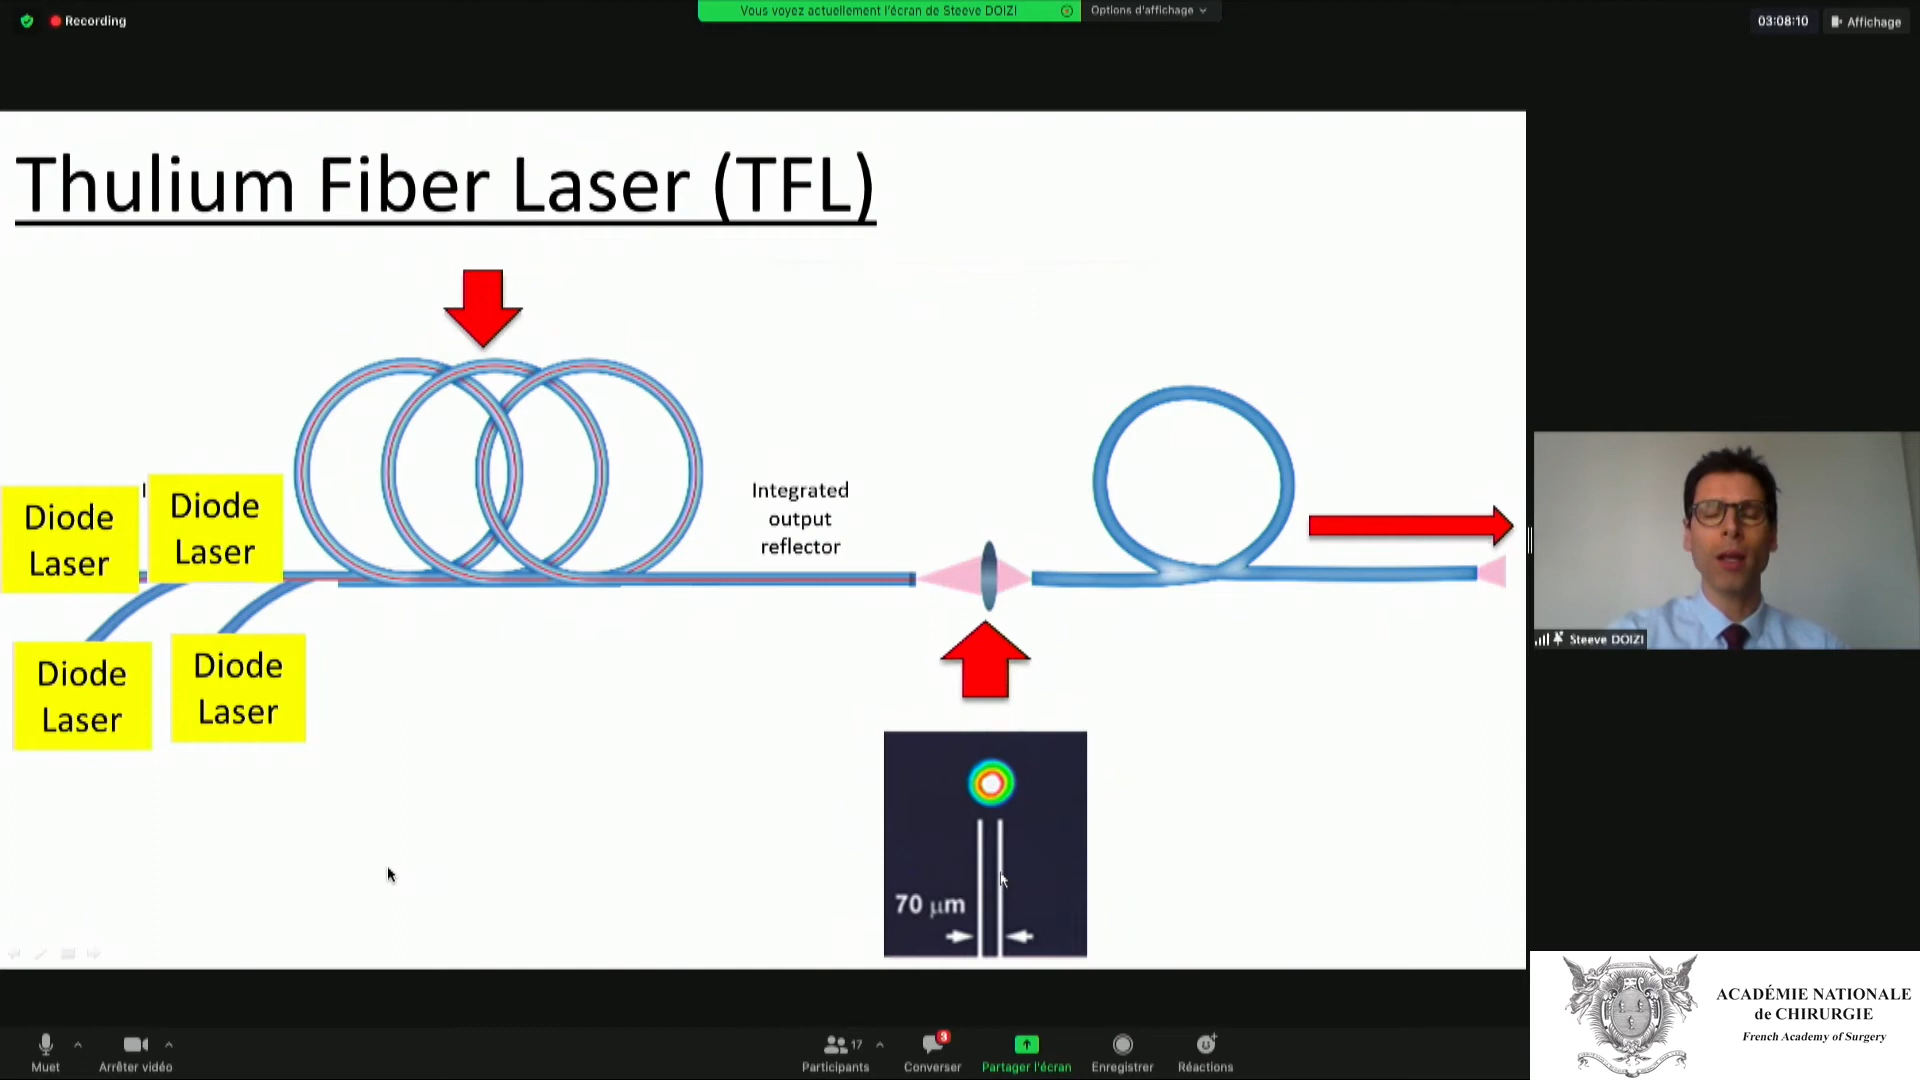 Recording
Vous voyez actuellement l'écran de Steeve DOIZI
Options d'affichage
03:08:10
Affichage
Thulium Fiber Laser (TFL)
Integrated
output
reflector
Diode
Laser
Diode
Laser
Diode
Laser
Diode
Laser
70 µm
Steeve DOIZI
ACADÉMIE NATIONALE
de CHIRURGIE
French Academy of Surgery
Muet
Arrêter vidéo
17
Participants
3
Converser
Partager l'écran
Enregistrer
Réactions